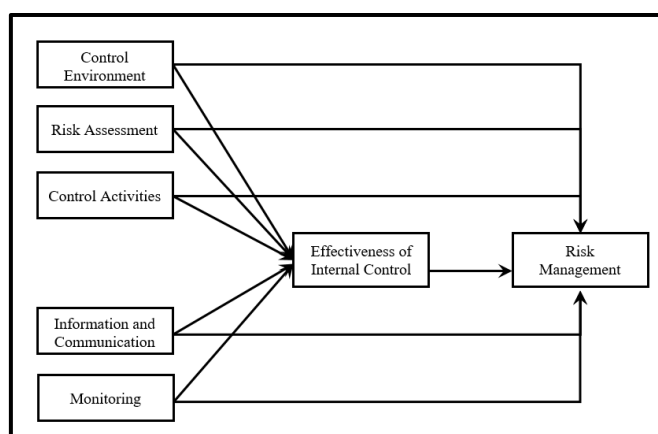 Control
Environment
Risk Assessment
Control Activities
Effectiveness of
Internal Control
Risk
Management
Information and
Communication
Monitoring